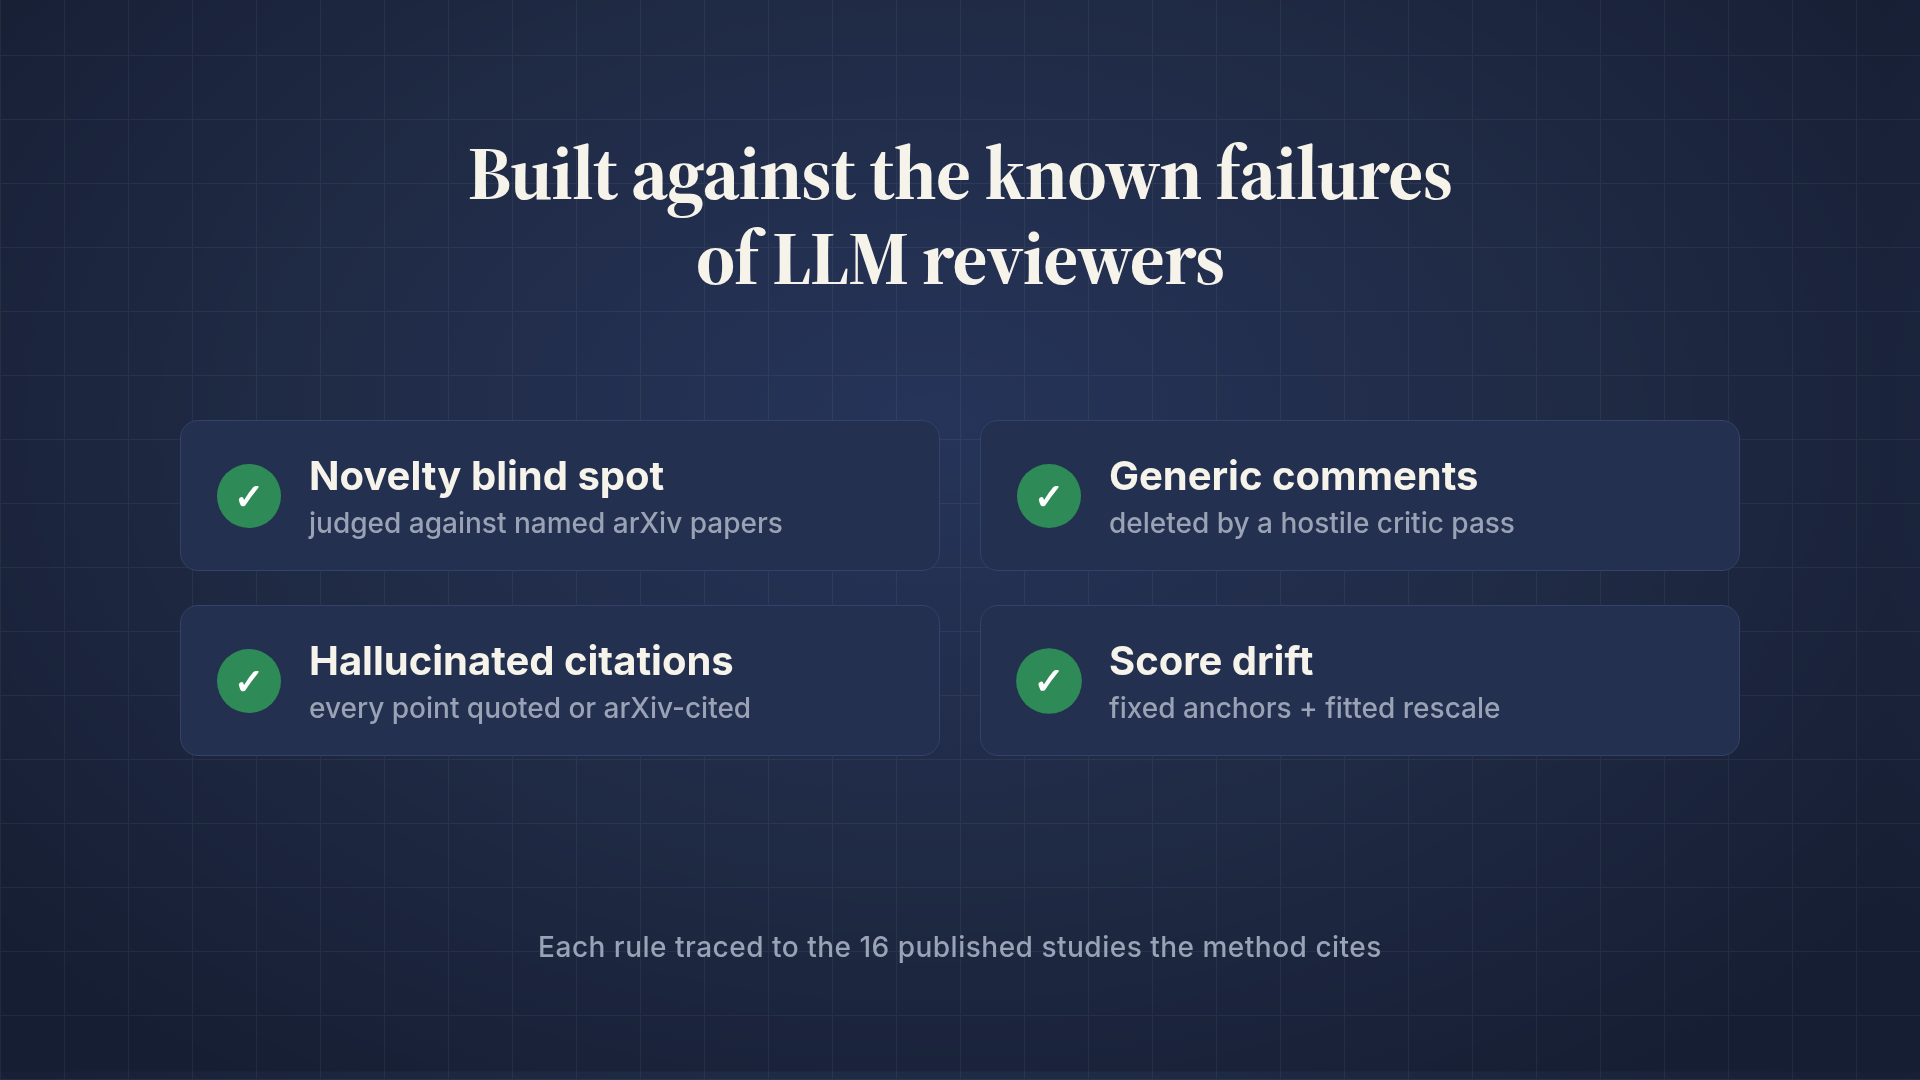 Built against the known failures
of LLM reviewers
✓
Novelty blind spot
judged against named arXiv papers
✓
Generic comments
deleted by a hostile critic pass
✓
Hallucinated citations
every point quoted or arXiv-cited
✓
Score drift
fixed anchors + fitted rescale
Each rule traced to the 16 published studies the method cites